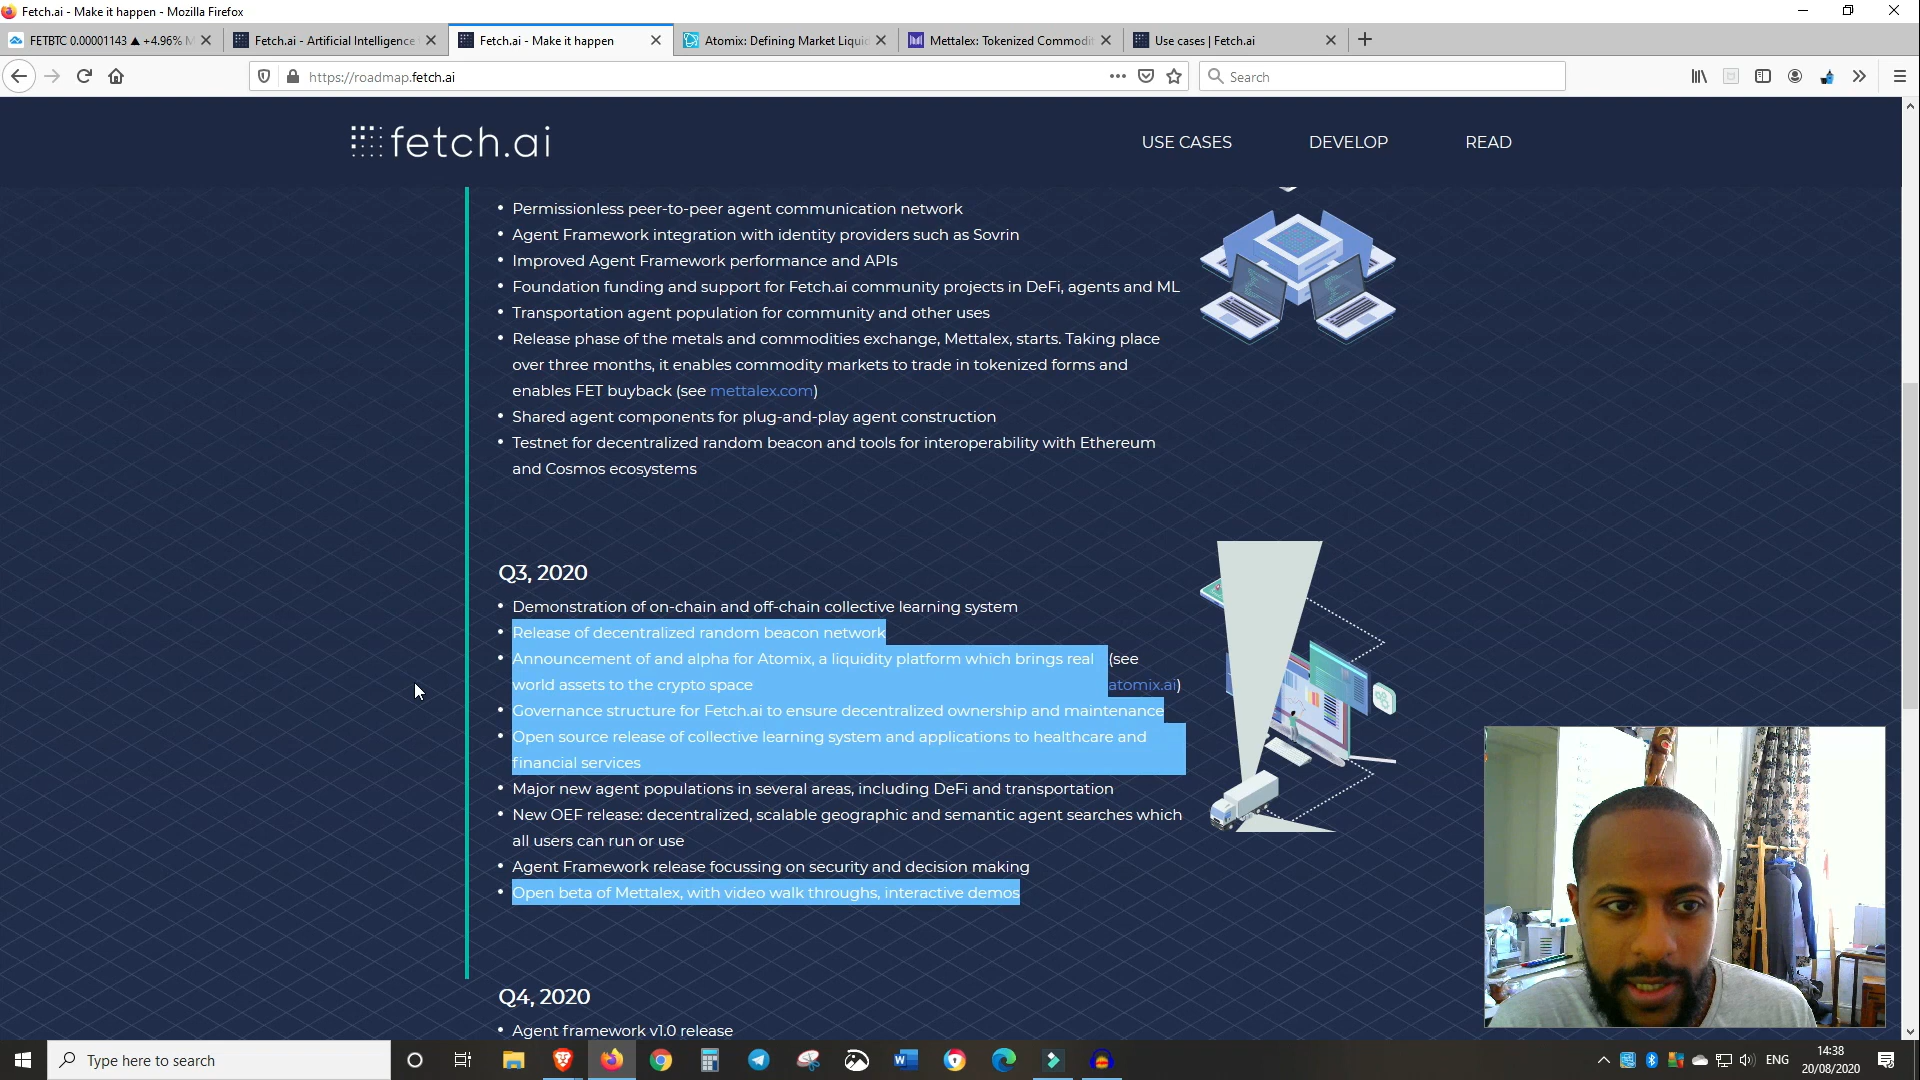 Fetch.ai - Make it happen - Mozilla Firefox
FETBTC 0.00001143 ▲ +4.96%
Fetch.ai - Artificial Intelligence
Fetch.ai - Make it happen
Atomix: Defining Market Liquid
Mettalex: Tokenized Commodit
Use cases | Fetch.ai
https://roadmap.fetch.ai
Search
fetch.ai
USE CASES
DEVELOP
READ
• Permissionless peer-to-peer agent communication network
• Agent Framework integration with identity providers such as Sovrin
• Improved Agent Framework performance and APIs
• Foundation funding and support for Fetch.ai community projects in DeFi, agents and ML
• Transportation agent population for community and other uses
• Release phase of the metals and commodities exchange, Mettalex, starts. Taking place
over three months, it enables commodity markets to trade in tokenized forms and
enables FET buyback (see mettalex.com)
• Shared agent components for plug-and-play agent construction
• Testnet for decentralized random beacon and tools for interoperability with Ethereum
and Cosmos ecosystems
Q3, 2020
• Demonstration of on-chain and off-chain collective learning system
• Release of decentralized random beacon network
• Announcement of and alpha for Atomix, a liquidity platform which brings real (see
world assets to the crypto space atomix.ai)
• Governance structure for Fetch.ai to ensure decentralized ownership and maintenance
• Open source release of collective learning system and applications to healthcare and
financial services
• Major new agent populations in several areas, including DeFi and transportation
• New OEF release: decentralized, scalable geographic and semantic agent searches which
all users can run or use
• Agent Framework release focussing on security and decision making
• Open beta of Mettalex, with video walk throughs, interactive demos
Q4, 2020
• Agent framework v1.0 release
Type here to search
ENG
14:38
20/08/2020